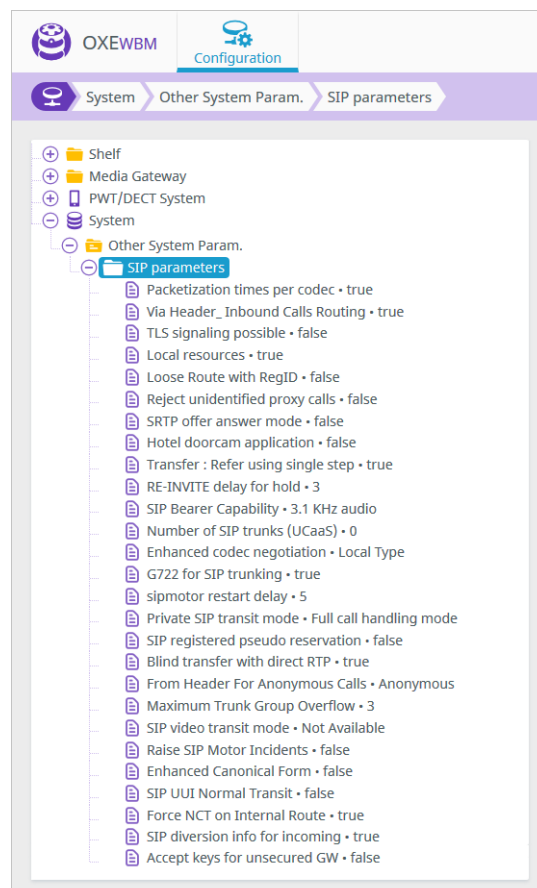 OXEWBM
Configuration
System Other System Param. SIP parameters
Shelf
Media Gateway
PWT/DECT System
System
Other System Param.
SIP parameters
Packetization times per codec • true
Via Header_ Inbound Calls Routing • true
TLS signaling possible • false
Local resources • true
Loose Route with RegID • false
Reject unidentified proxy calls • false
SRTP offer answer mode • false
Hotel doorcam application • false
Transfer : Refer using single step • true
RE-INVITE delay for hold • 3
SIP Bearer Capability • 3.1 KHz audio
Number of SIP trunks (UCaaS) • 0
Enhanced codec negotiation • Local Type
G722 for SIP trunking • true
sipmotor restart delay • 5
Private SIP transit mode • Full call handling mode
SIP registered pseudo reservation • false
Blind transfer with direct RTP • true
From Header For Anonymous Calls • Anonymous
Maximum Trunk Group Overflow • 3
SIP video transit mode • Not Available
Raise SIP Motor Incidents • false
Enhanced Canonical Form • false
SIP UUI Normal Transit • false
Force NCT on Internal Route • true
SIP diversion info for incoming • true
Accept keys for unsecured GW • false